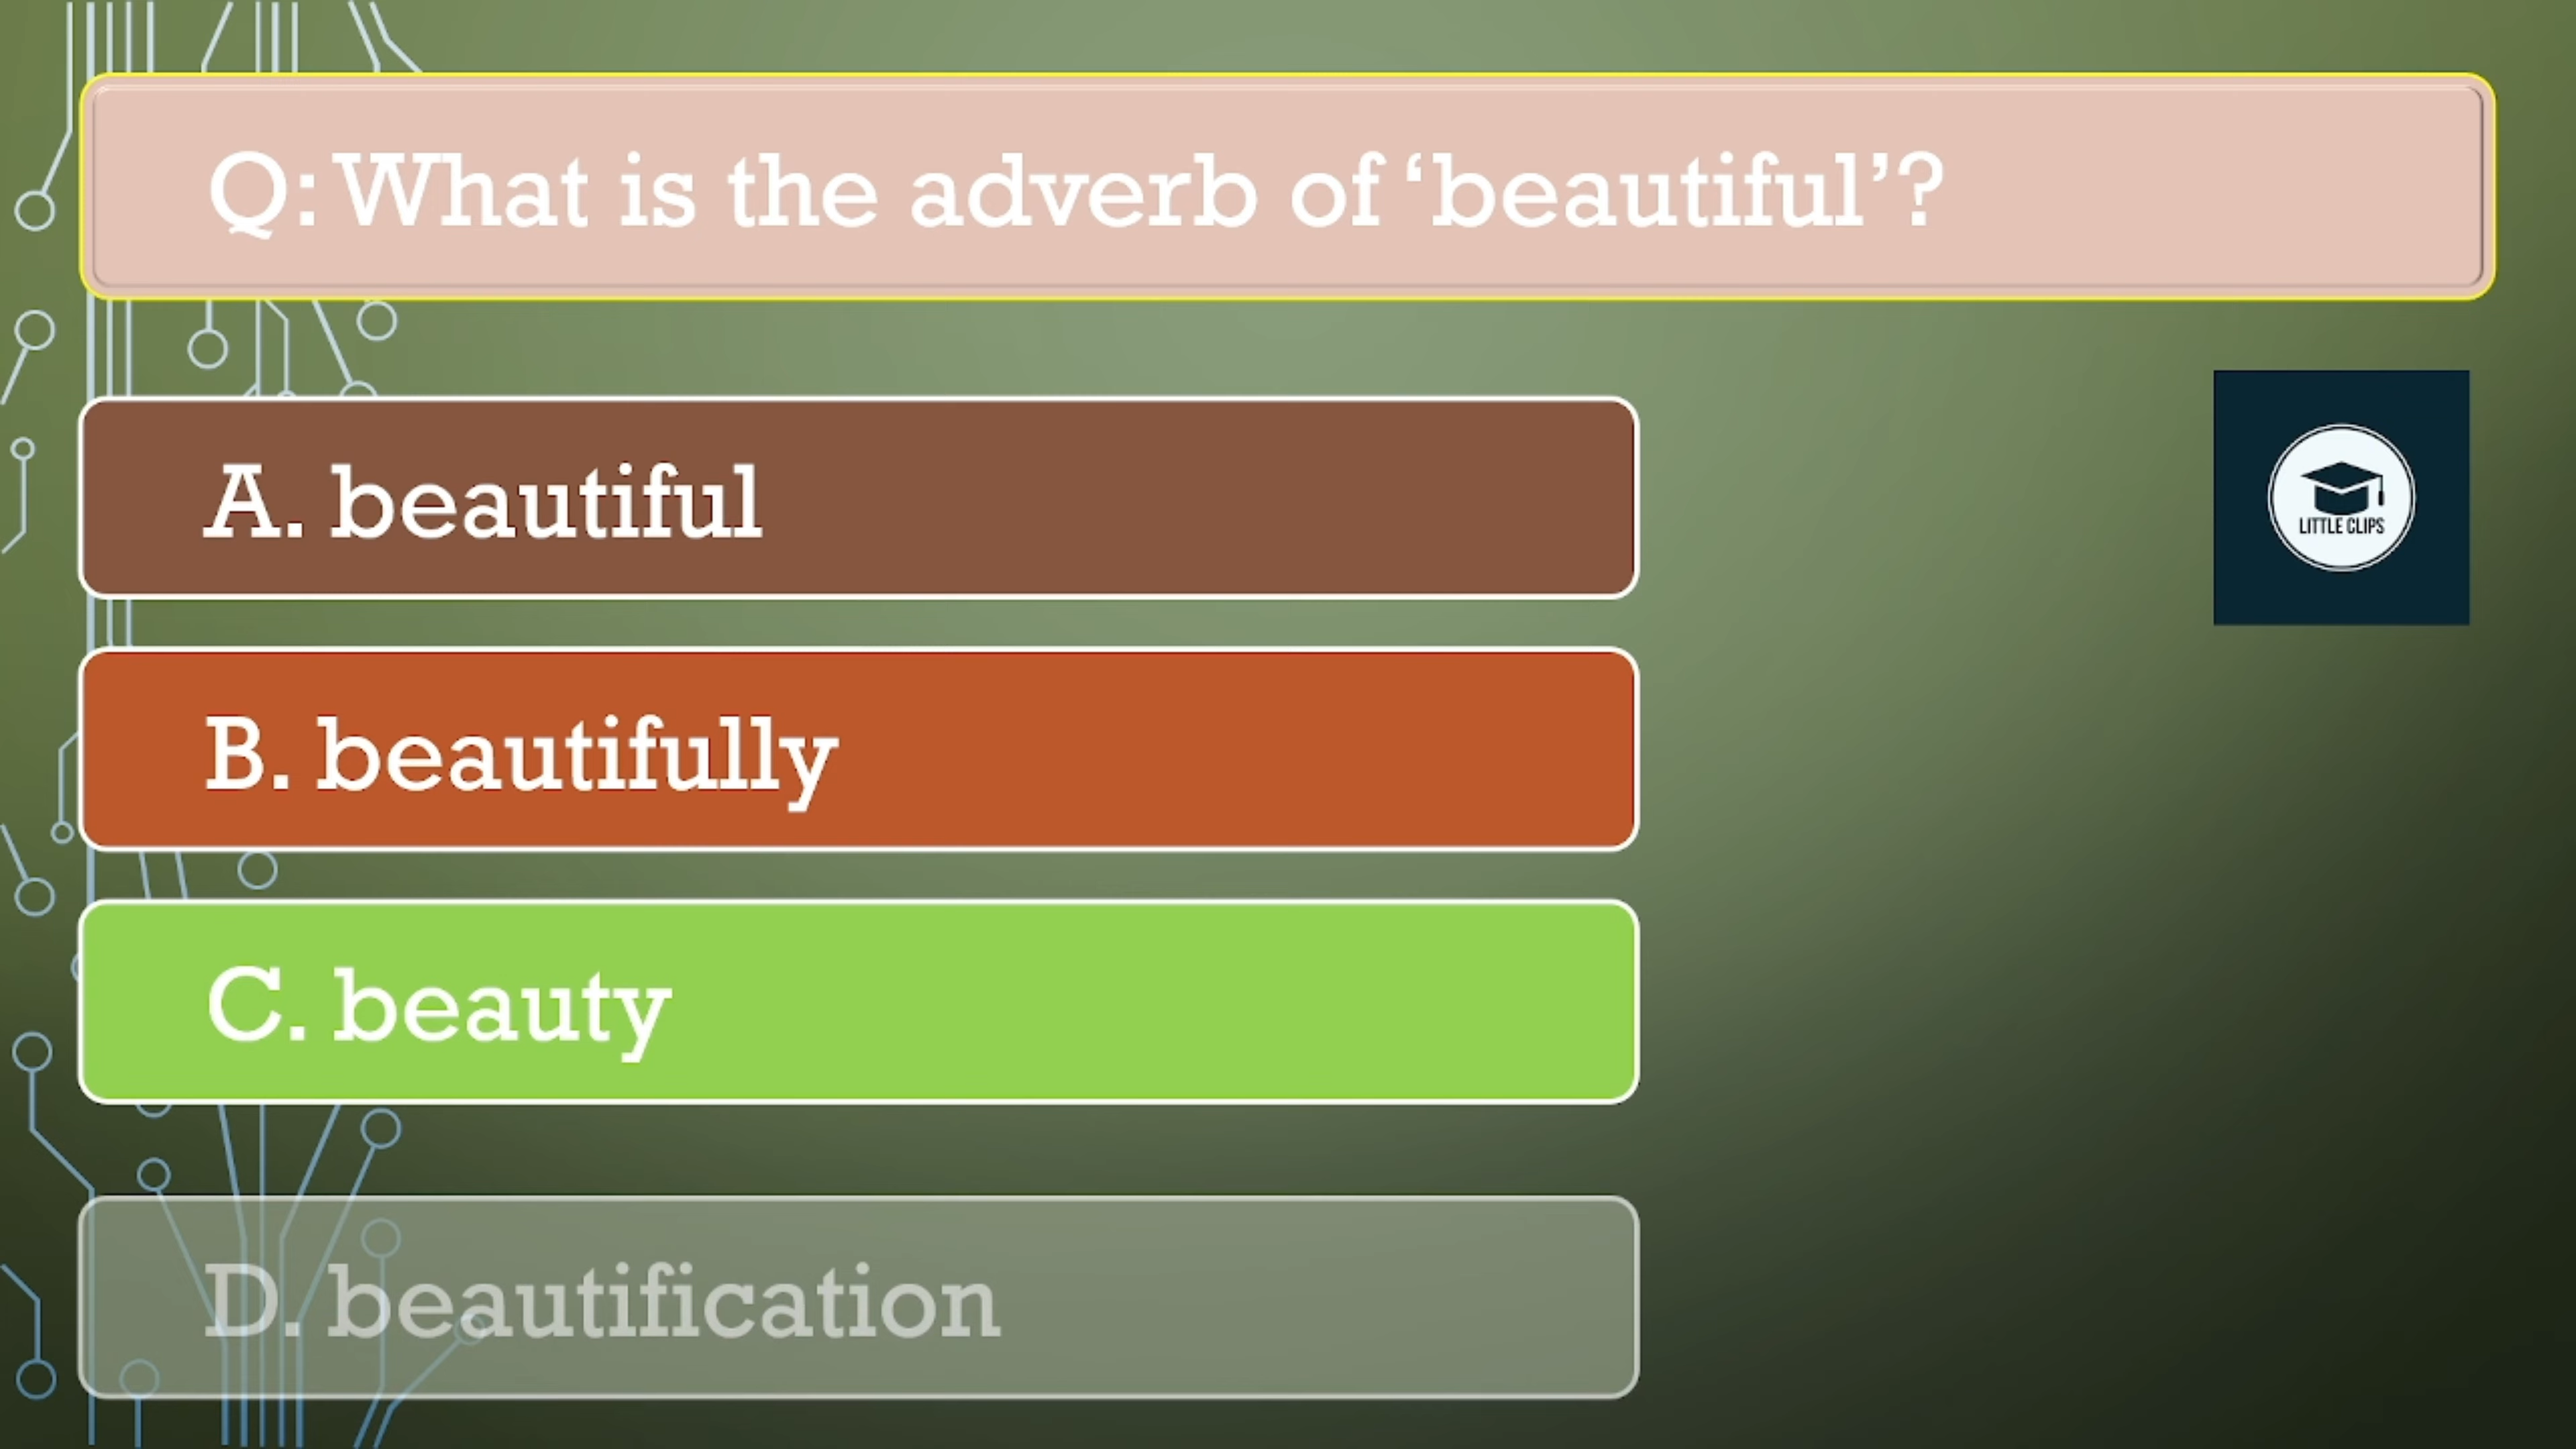 Q: What is the adverb of ‘beautiful’?
A. beautiful
LITTLE CLIPS
B. beautifully
C. beauty
D. beautification